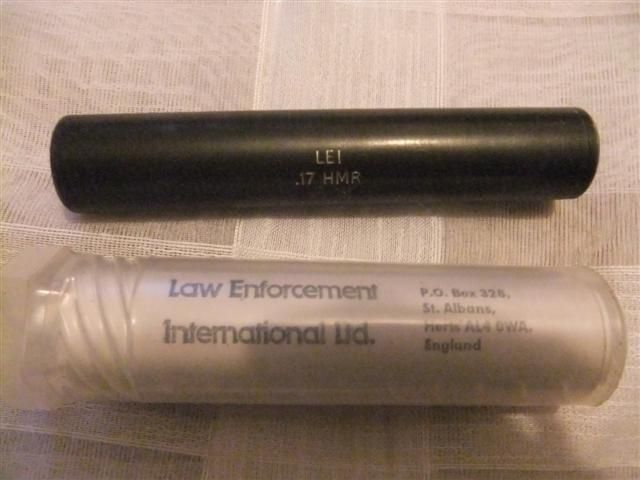 LEI
.17 HMR
Law Enforcement
International Ltd.
P.O. Box 328,
St. Albans,
Herts AL4 0WA.
England